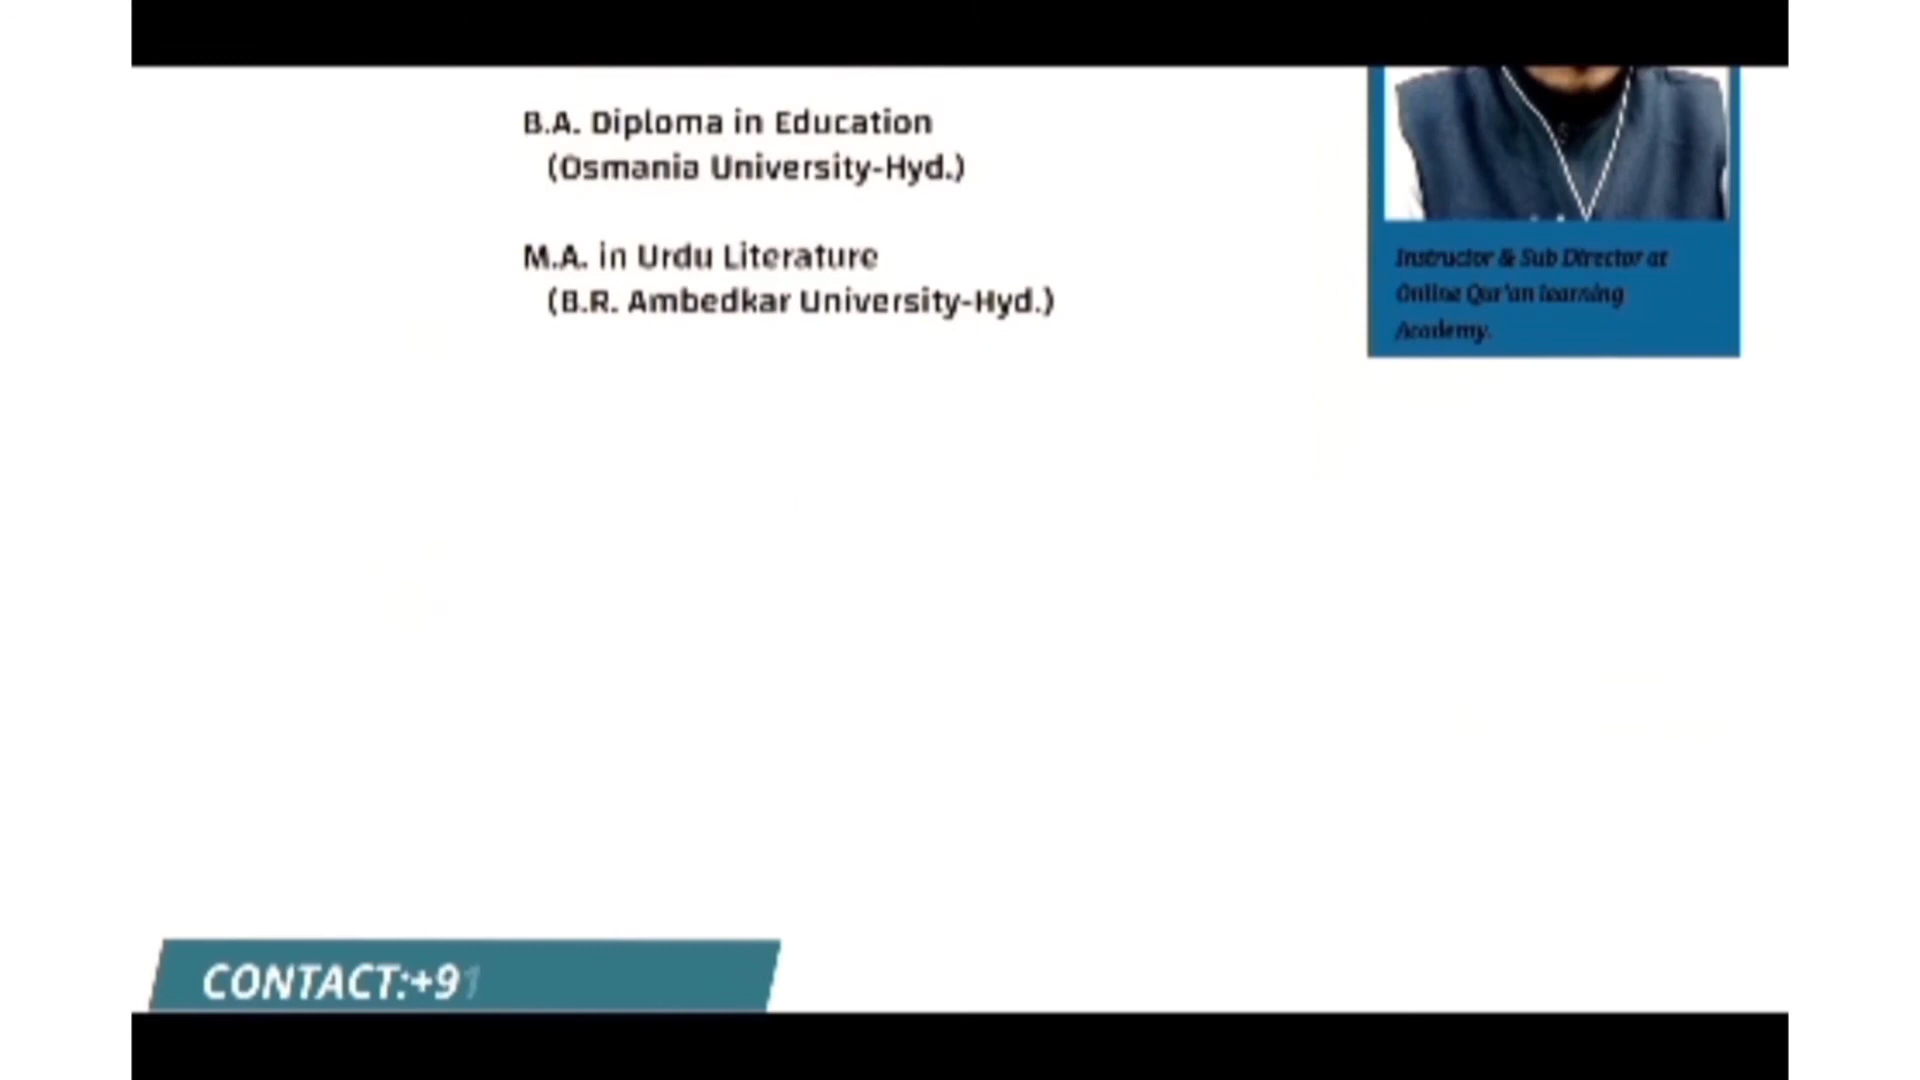 B.A. Diploma in Education
(Osmania University-Hyd.)
M.A. in Urdu Literature
(B.R. Ambedkar University-Hyd.)
Instructor & Sub Director at
Online Qur'an learning
Academy.
CONTACT:+91